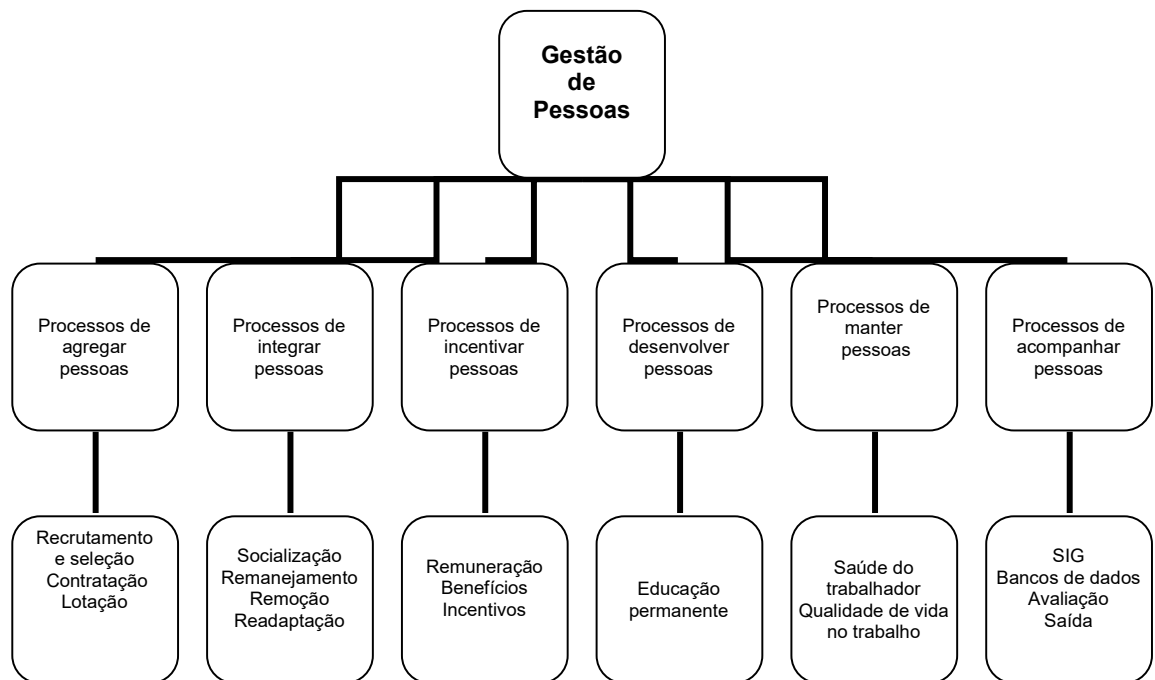 Gestão
de
Pessoas
Processos de
agregar
pessoas
Processos de
integrar
pessoas
Processos de
incentivar
pessoas
Processos de
desenvolver
pessoas
Processos de
manter
pessoas
Processos de
acompanhar
pessoas
Recrutamento
e seleção
Contratação
Lotação
Socialização
Remanejamento
Remoção
Readaptação
Remuneração
Benefícios
Incentivos
Educação
permanente
Saúde do
trabalhador
Qualidade de vida
no trabalho
SIG
Bancos de dados
Avaliação
Saída